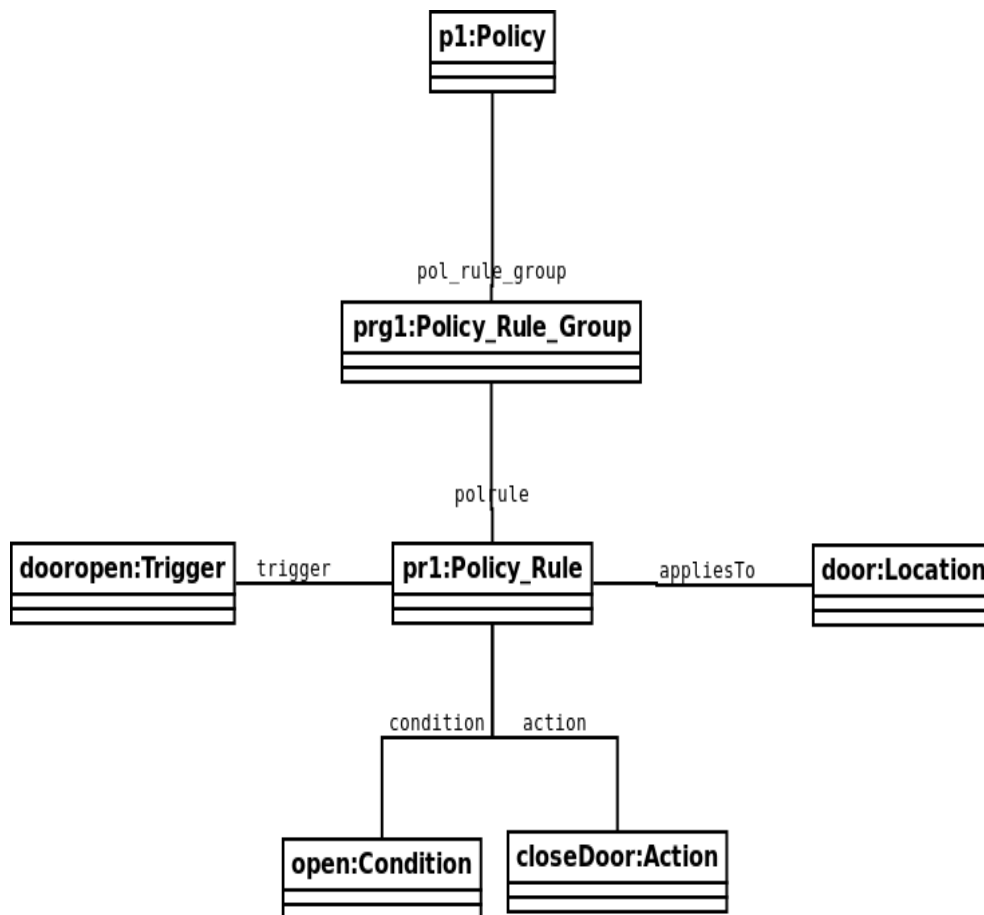 p1:Policy
pol_rule_group
prg1:Policy_Rule_Group
polrule
dooropen:Trigger
trigger
pr1:Policy_Rule
appliesTo
door:Location
condition
action
open:Condition
closeDoor:Action